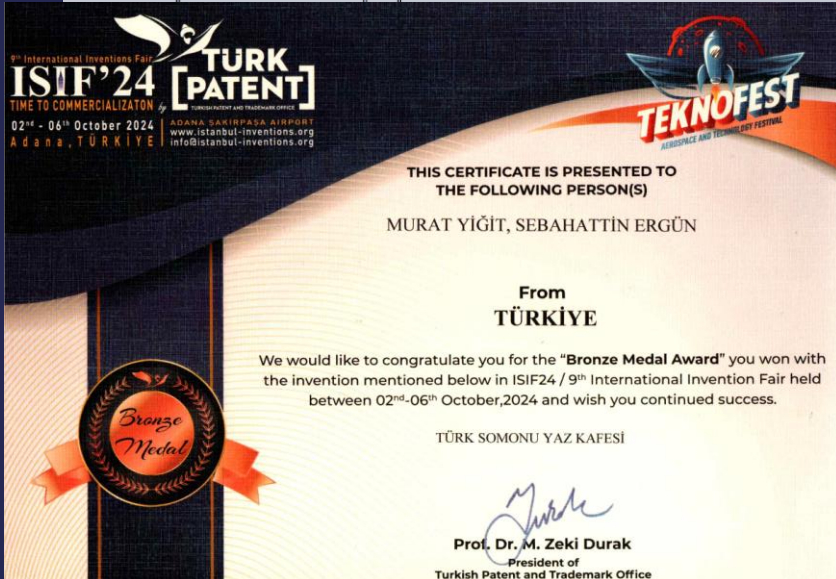 9th International Inventions Fair
ISIF’24
TIME TO COMMERCIALIZATON by
02nd - 06th October 2024
Adana, TÜRKİYE
TÜRK
[PATENT]
TURKISH PATENT AND TRADEMARK OFFICE
ADANA SAKİRPAŞA AIRPORT
www.istanbul-inventions.org
info@istanbul-inventions.org
TEKNOFEST
AEROSPACE AND TECHNOLOGY FESTIVAL
THIS CERTIFICATE IS PRESENTED TO
THE FOLLOWING PERSON(S)
MURAT YİĞİT, SEBAHATTİN ERGÜN
From
TÜRKİYE
We would like to congratulate you for the “Bronze Medal Award” you won with
the invention mentioned below in ISIF24 / 9th International Invention Fair held
between 02nd-06th October,2024 and wish you continued success.
TÜRK SOMONU YAZ KAFESİ
Bronze
Medal
Prof. Dr. M. Zeki Durak
President of
Turkish Patent and Trademark Office